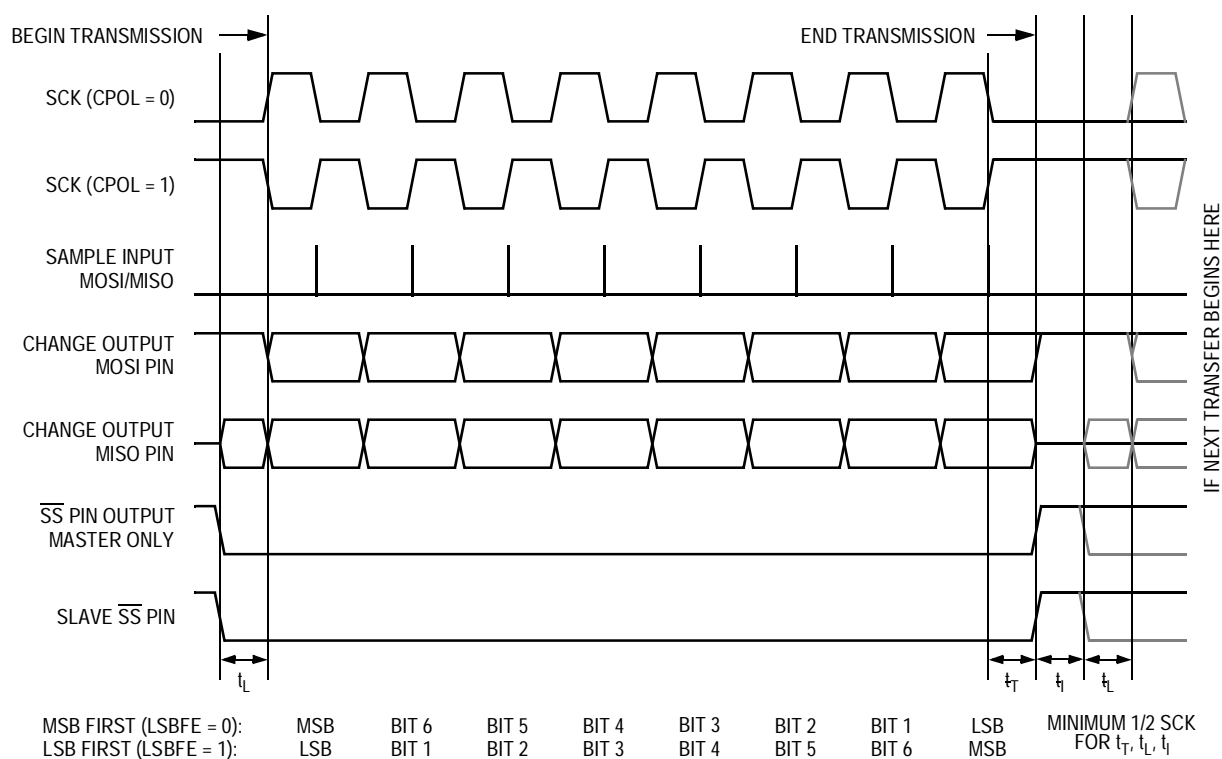 BEGIN TRANSMISSION
END TRANSMISSION
SCK (CPOL = 0)
SCK (CPOL = 1)
SAMPLE INPUT
MOSI/MISO
CHANGE OUTPUT
MOSI PIN
CHANGE OUTPUT
MISO PIN
SS PIN OUTPUT
MASTER ONLY
SLAVE SS PIN
tL
tT
tI
tL
IF NEXT TRANSFER BEGINS HERE
MSB FIRST (LSBFE = 0): MSB BIT 6 BIT 5 BIT 4 BIT 3 BIT 2 BIT 1 LSB
LSB FIRST (LSBFE = 1): LSB BIT 1 BIT 2 BIT 3 BIT 4 BIT 5 BIT 6 MSB
MINIMUM 1/2 SCK
FOR tT, tL, tI